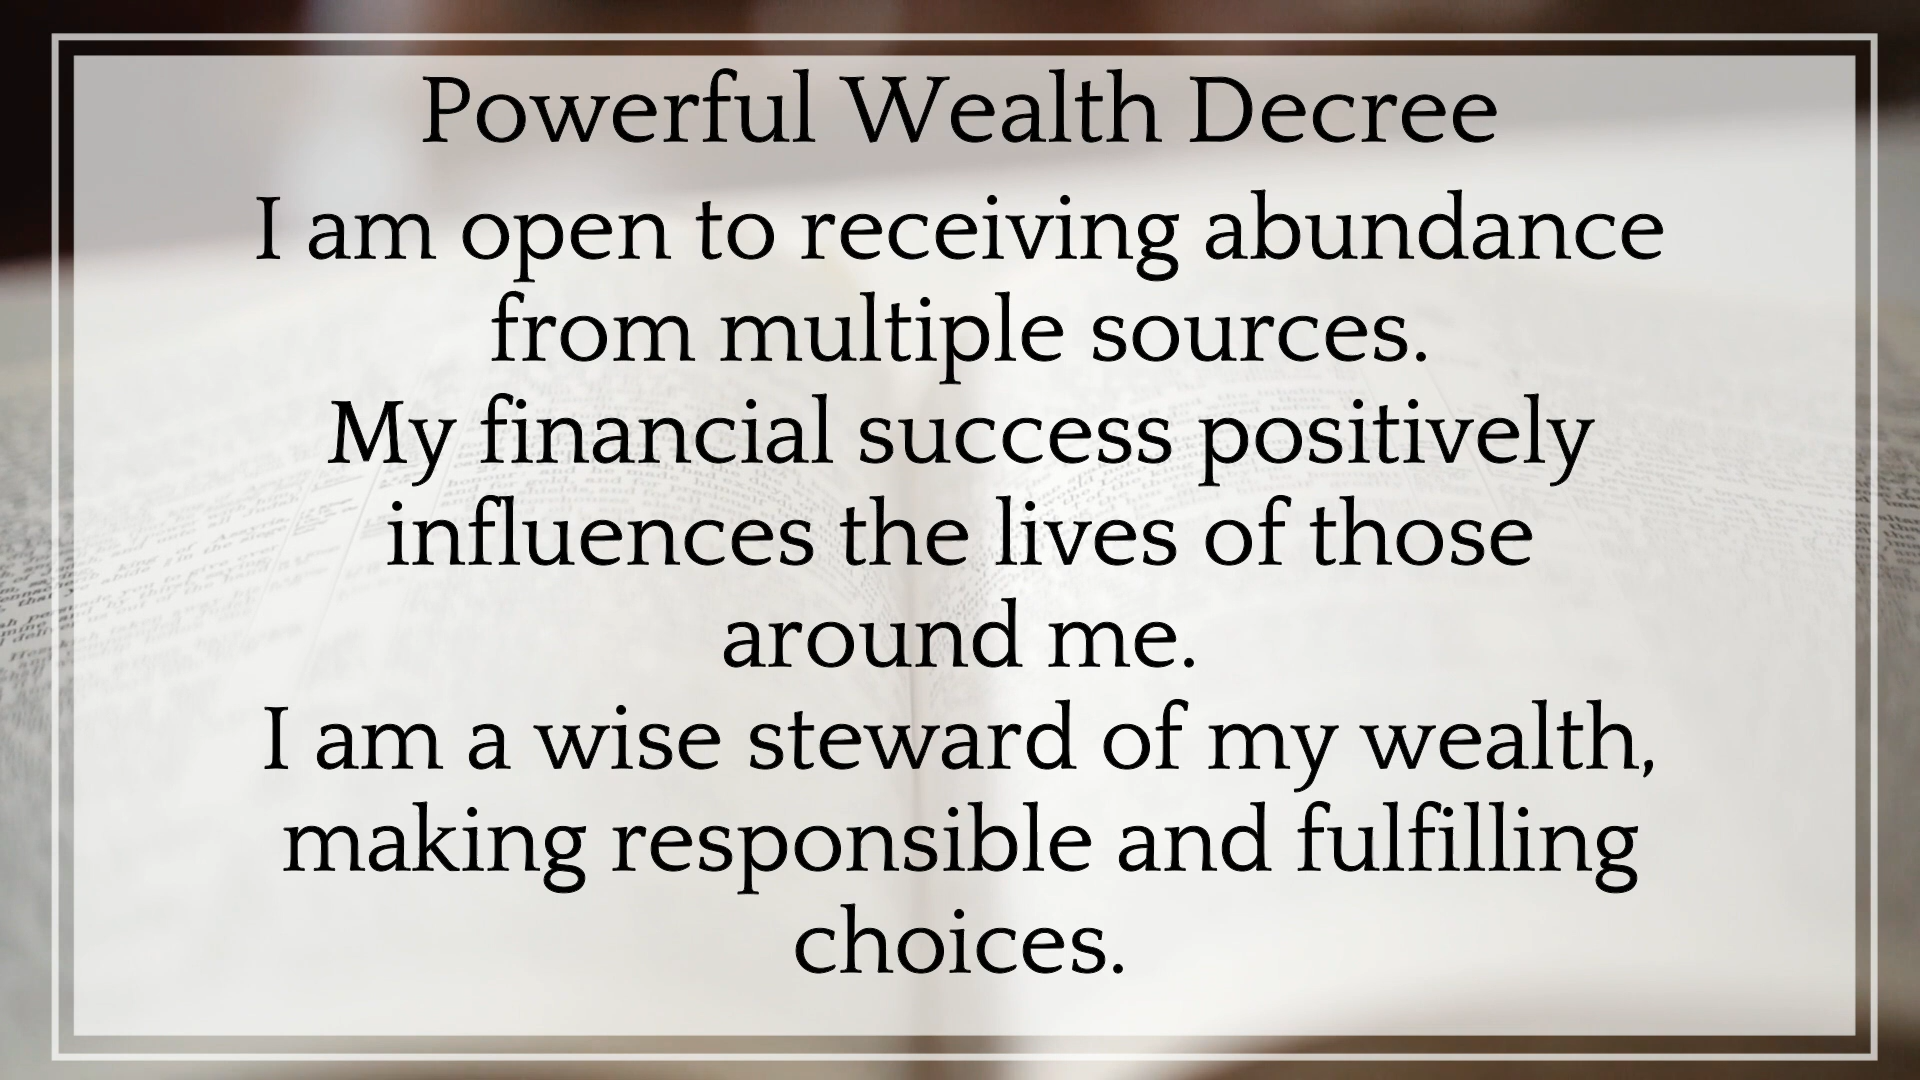 Powerful Wealth Decree
I am open to receiving abundance
from multiple sources.
My financial success positively
influences the lives of those
around me.
I am a wise steward of my wealth,
making responsible and fulfilling
choices.